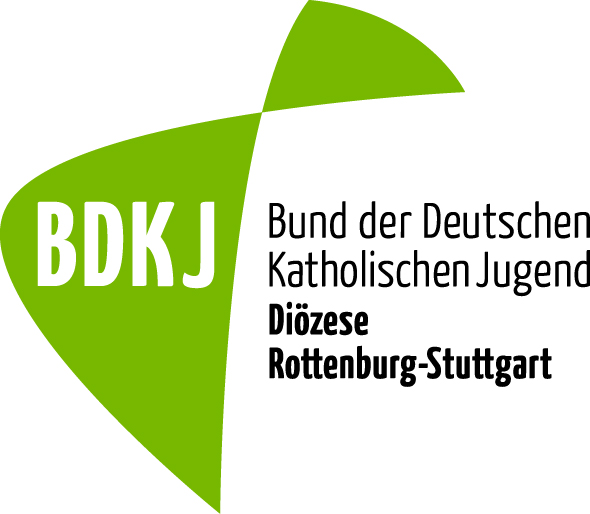 BDKJ
Bund der Deutschen
Katholischen Jugend
Diözese
Rottenburg-Stuttgart